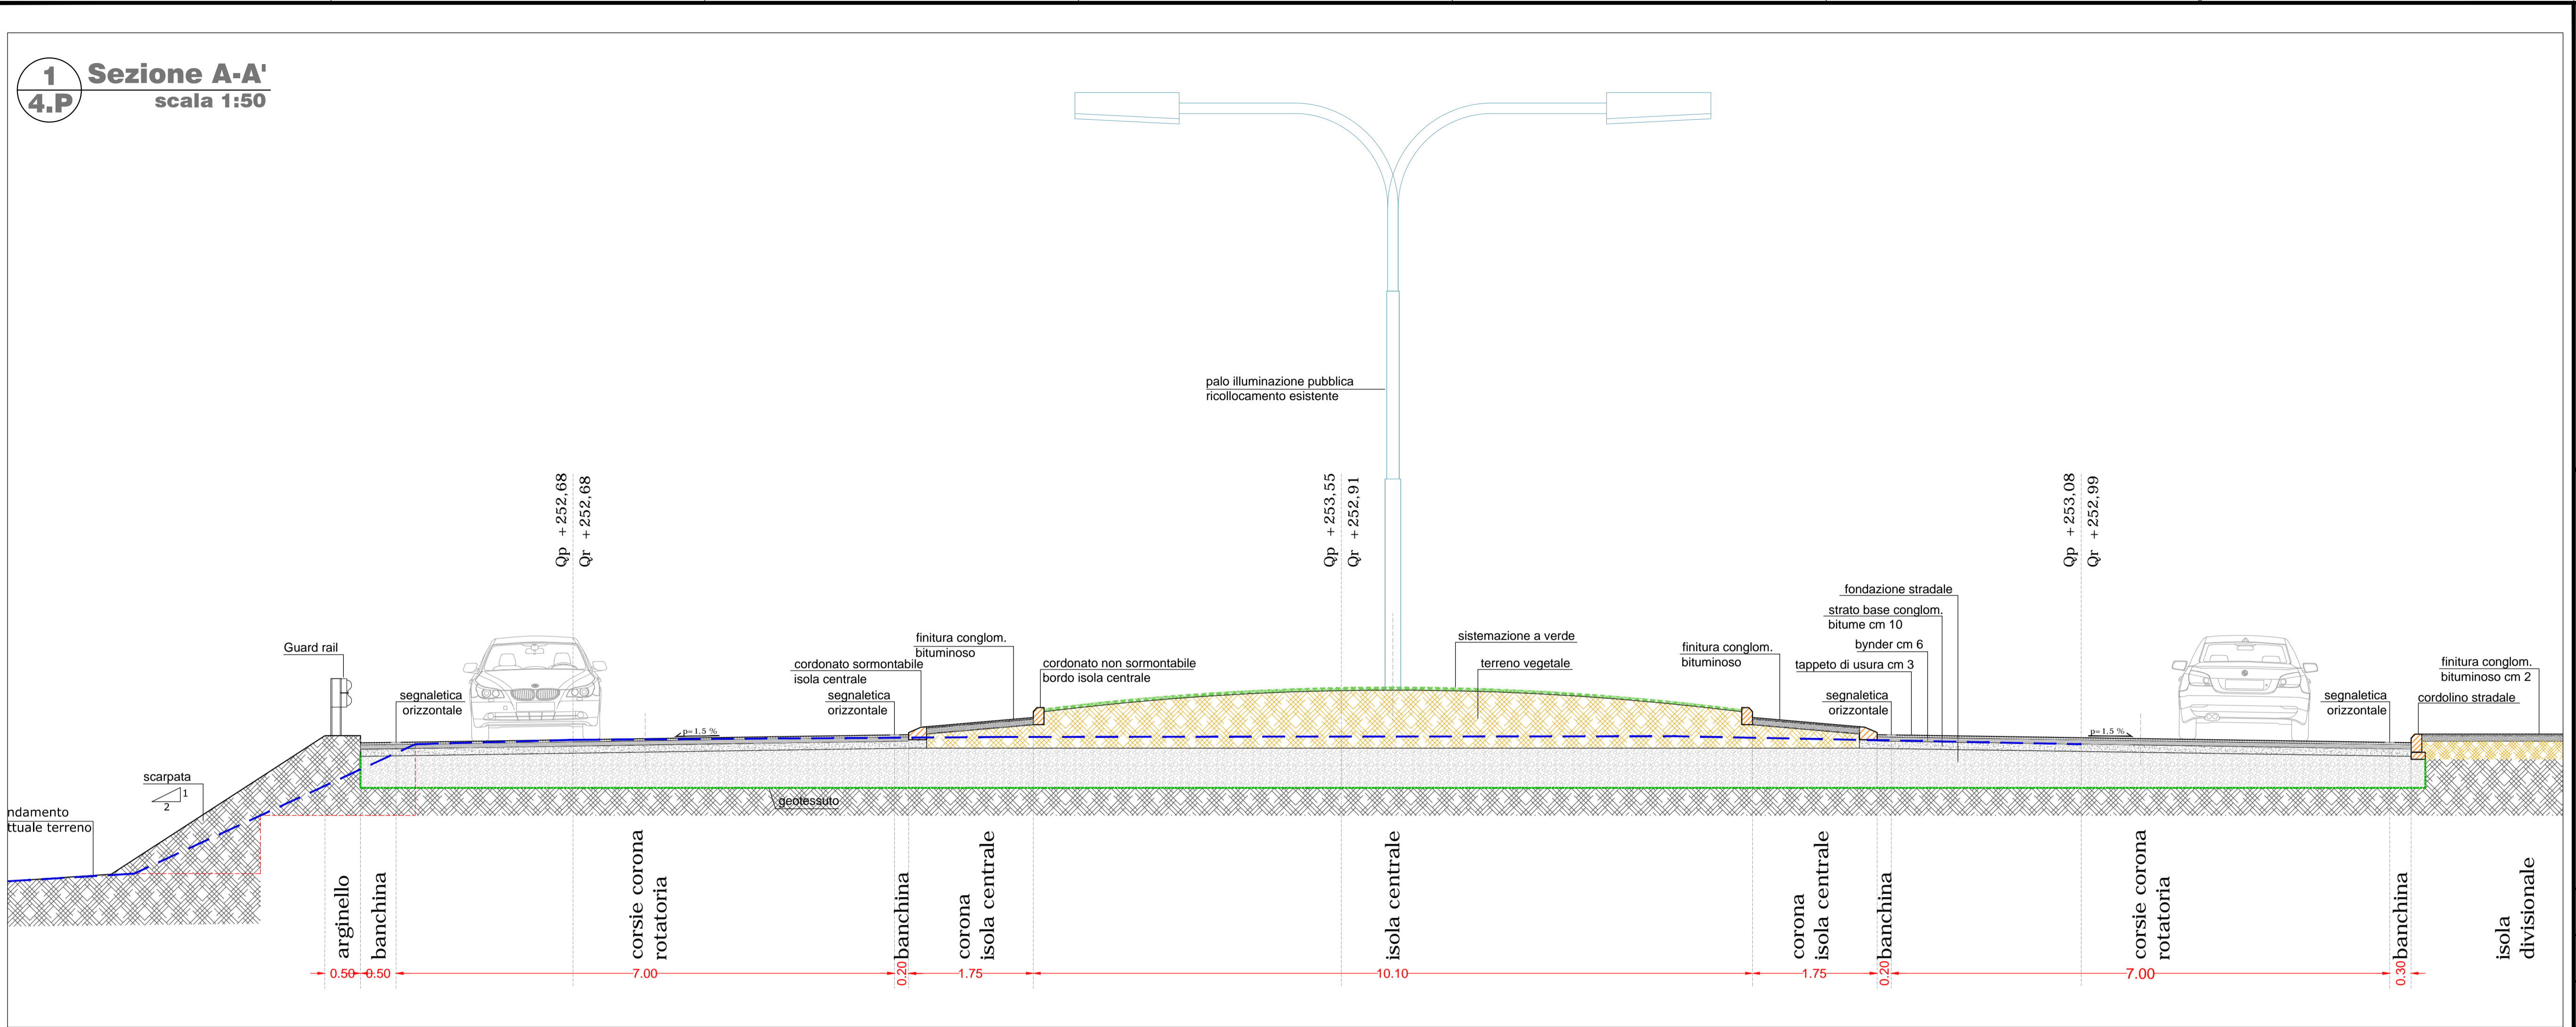 1
4.P
Sezione A-A'
scala 1:50
palo illuminazione pubblica
ricollocamento esistente
Qp +252,68
Qr +252,68
Qp +253,55
Qr +252,91
Qp +253,08
Qr +252,99
Guard rail
segnaletica
orizzontale
cordonato sormontabile
isola centrale
segnaletica
orizzontale
finitura conglom.
bituminoso
cordonato non sormontabile
bordo isola centrale
sistemazione a verde
terreno vegetale
finitura conglom.
bituminoso
fondazione stradale
strato base conglom.
bitume cm 10
bynder cm 6
tappeto di usura cm 3
segnaletica
orizzontale
segnaletica
orizzontale
finitura conglom.
bituminoso cm 2
cordolino stradale
p=1.5 %
p=1.5 %
scarpata
1
2
geotessuto
ndamento
ttuale terreno
arginello
banchina
corsie corona
rotatoria
banchina
corona
isola centrale
isola centrale
corona
isola centrale
banchina
corsie corona
rotatoria
banchina
isola
divisionale
0.50
0.50
7.00
0.20
1.75
10.10
1.75
0.20
7.00
0.30